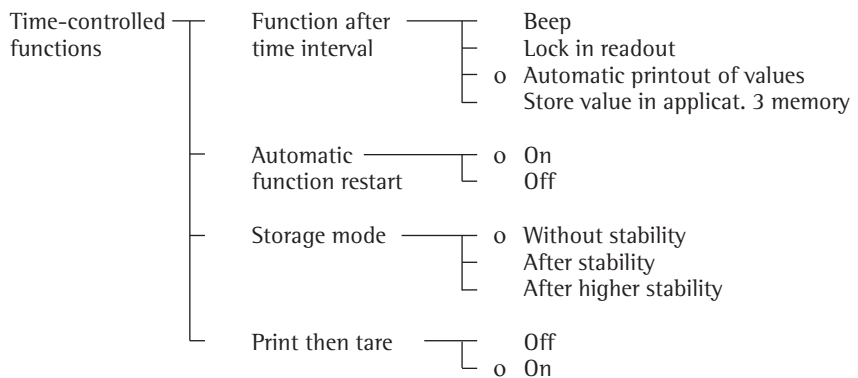 Time-controlled Function after Beep
functions time interval Lock in readout
o Automatic printout of values
Store value in applicat. 3 memory
Automatic o On
function restart Off
Storage mode o Without stability
After stability
After higher stability
Print then tare Off
o On